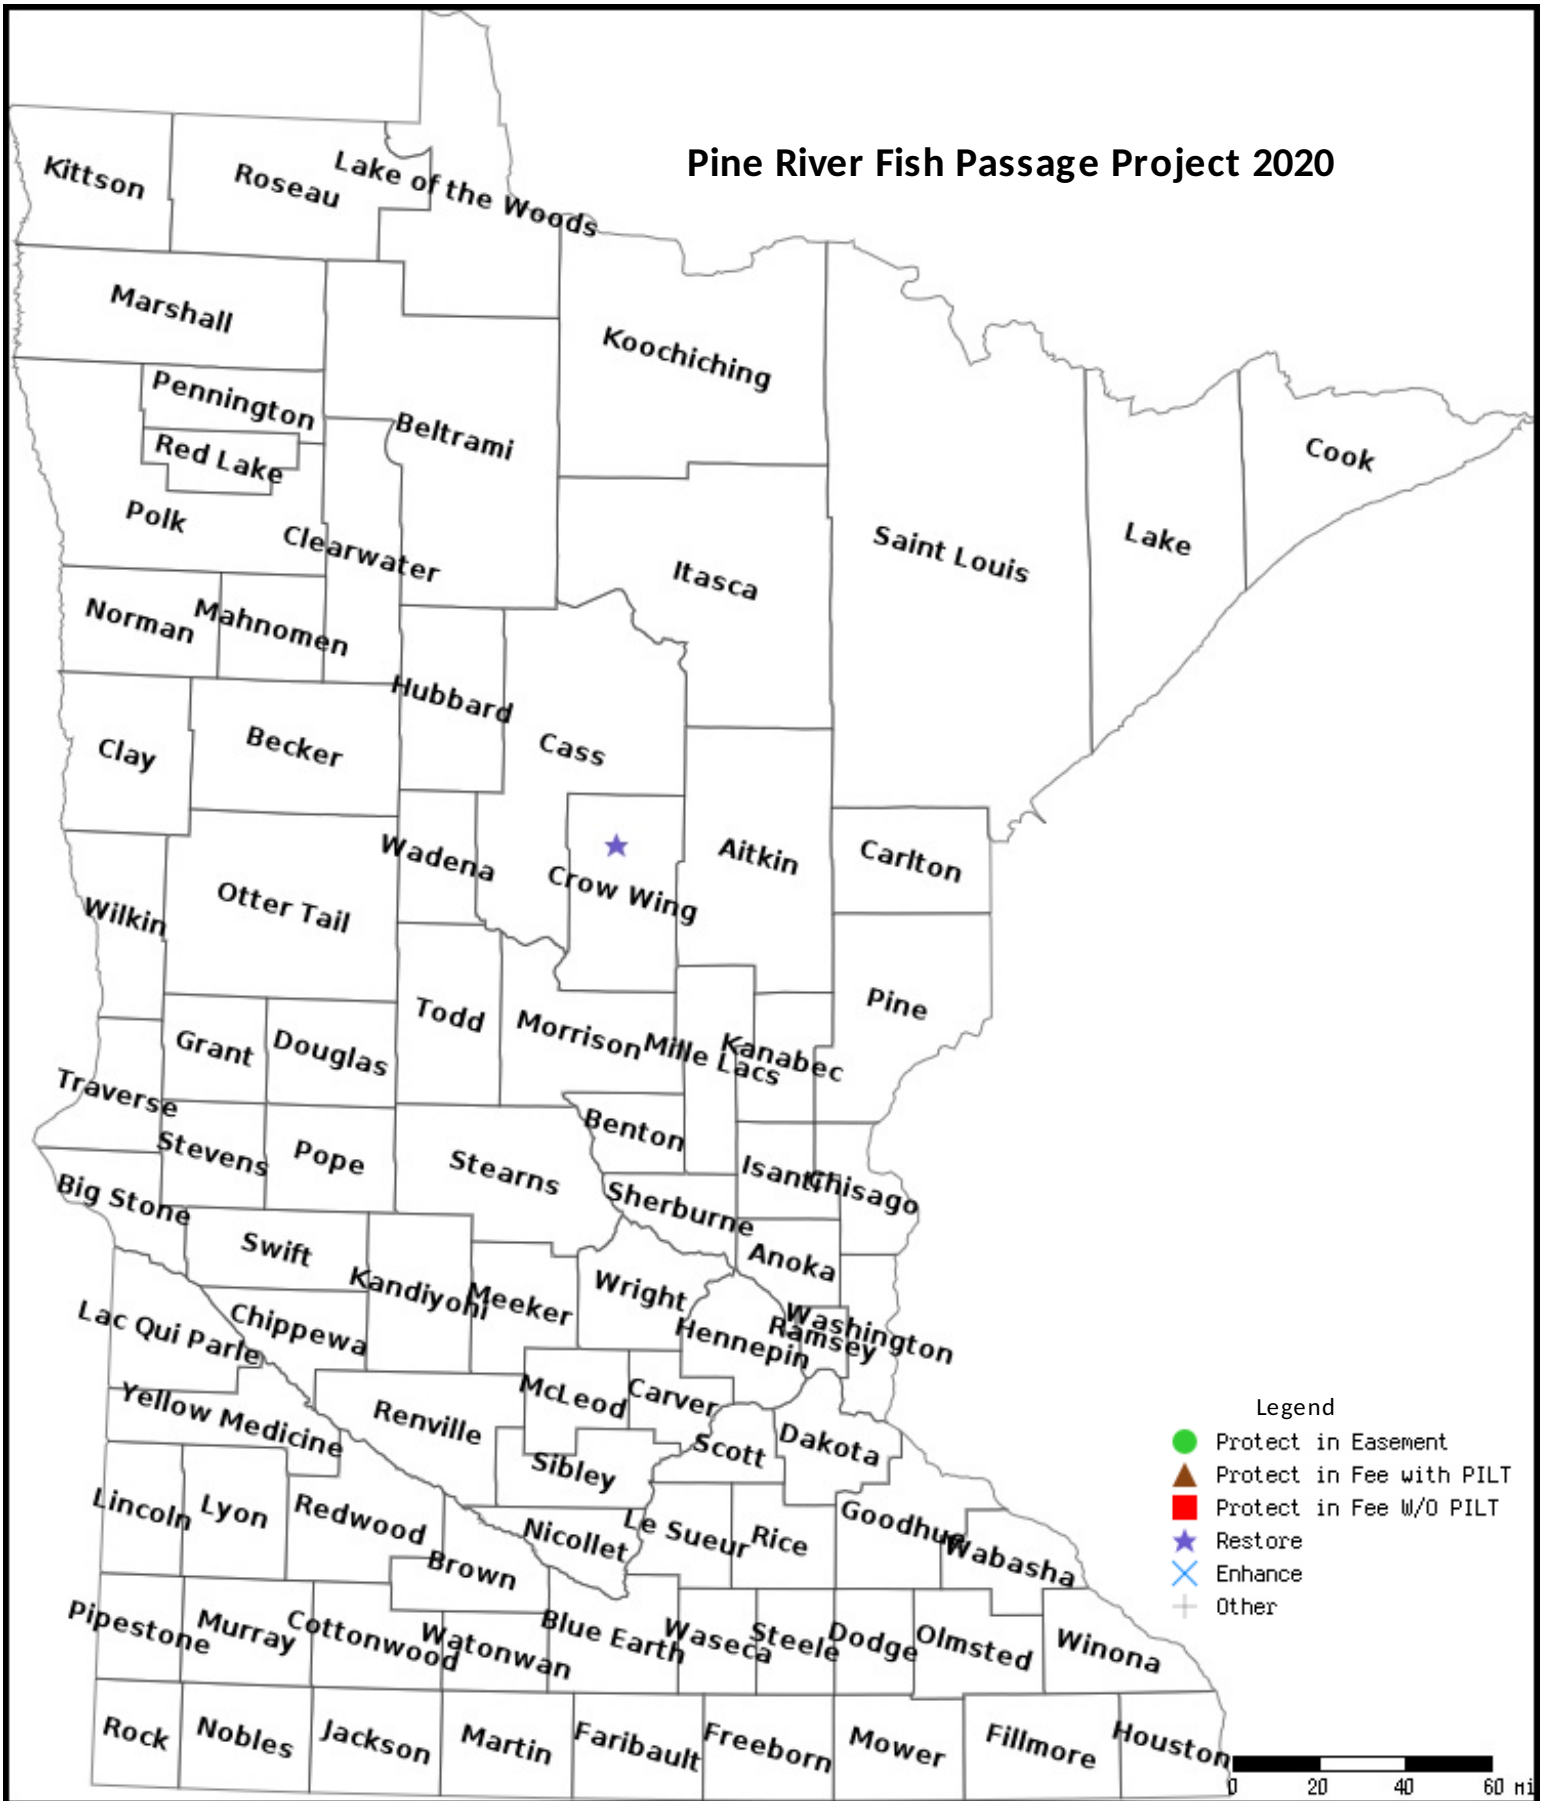 Pine River Fish Passage Project 2020
Kittson
Roseau
Lake of the Woods
Marshall
Koochiching
Pennington
Beltrami
Red Lake
Cook
Polk
Clearwater
Saint Louis
Lake
Itasca
Norman
Mahnomen
Hubbard
Clay
Becker
Cass
Wadena
Aitkin
Carlton
Crow Wing
Otter Tail
Wilkin
Pine
Todd
Morrison
Mille Lacs
Kanabec
Grant
Douglas
Traverse
Benton
Stevens
Pope
Stearns
Isanti
Chisago
Big Stone
Sherburne
Swift
Anoka
Kandiyohi
Meeker
Wright
Washington
Ramsey
Hennepin
Lac Qui Parle
Chippewa
McLeod
Carver
Yellow Medicine
Renville
Scott
Dakota
Sibley
Lincoln
Lyon
Redwood
Nicollet
Le Sueur
Rice
Goodhue
Wabasha
Brown
Pipestone
Murray
Cottonwood
Watonwan
Blue Earth
Waseca
Steele
Dodge
Olmsted
Winona
Rock
Nobles
Jackson
Martin
Faribault
Freeborn
Mower
Fillmore
Houston
Legend
Protect in Easement
Protect in Fee with PILT
Protect in Fee W/O PILT
Restore
Enhance
Other
0 20 40 60 mi